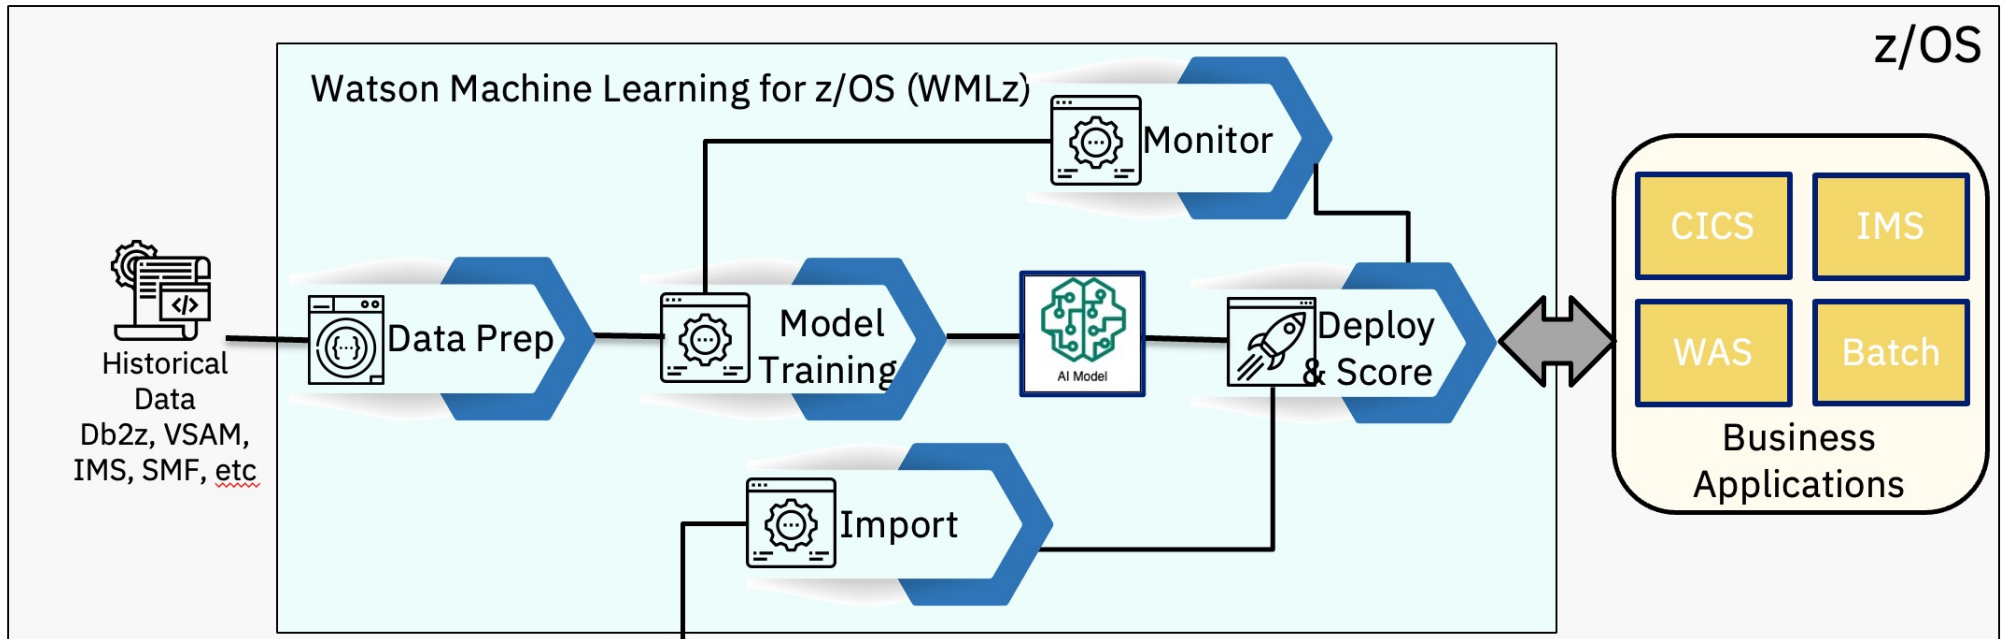 z/OS
Watson Machine Learning for z/OS (WMLz)
Monitor
Historical
Data
Db2z, VSAM,
IMS, SMF, etc
{...}
Data Prep
Model
Training
AI Model
Deploy
& Score
</>
Import
CICS
IMS
WAS
Batch
Business
Applications